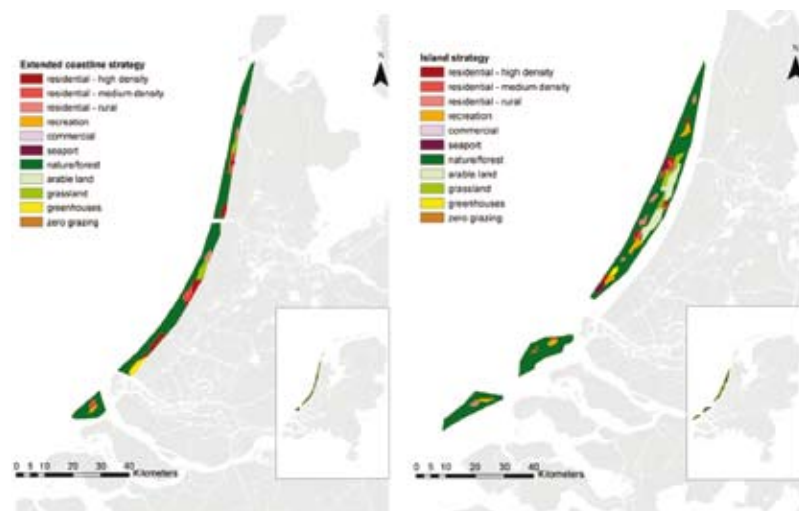 Extended coastline strategy
residential - high density
residential - medium density
residential - rural
recreation
commercial
seaport
nature/forest
arable land
grassland
greenhouses
zero grazing
N
0 5 10 20 30 40
Kilometers
Island strategy
residential - high density
residential - medium density
residential - rural
recreation
commercial
seaport
nature/forest
arable land
grassland
greenhouses
zero grazing
N
0 5 10 20 30 40
Kilometers